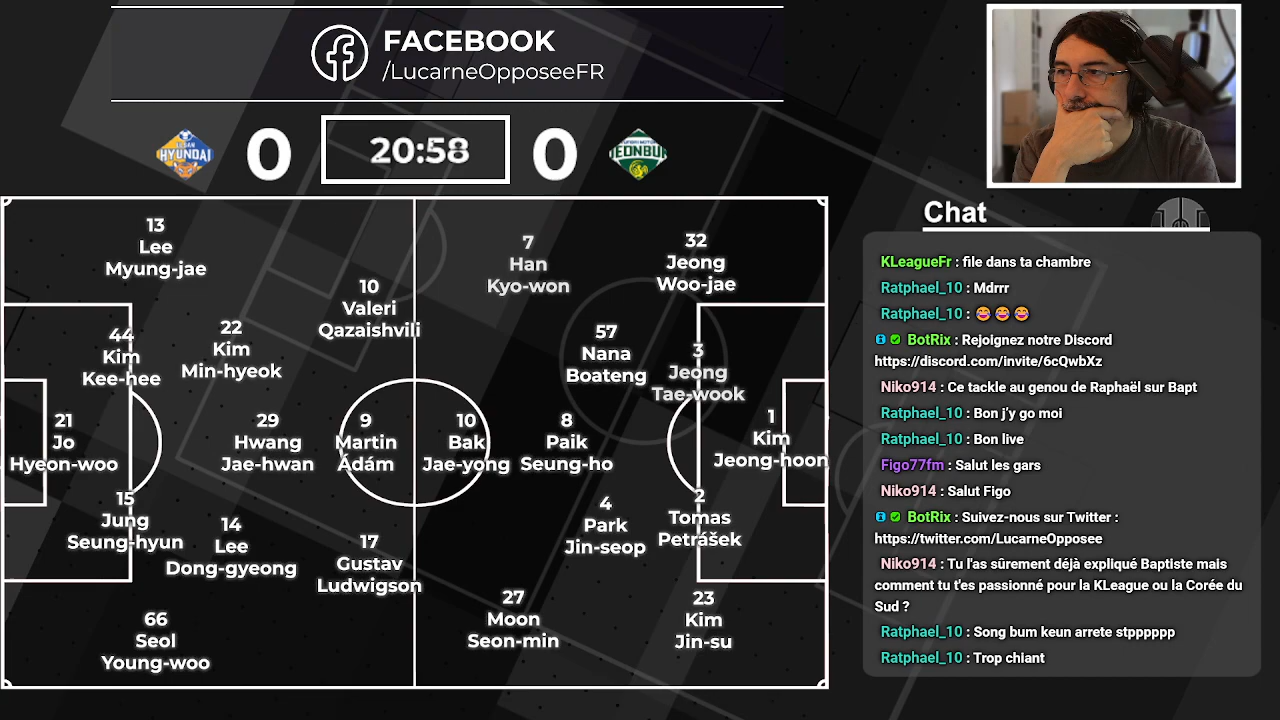 FACEBOOK
/LucarneOpposeeFR
HYUNDAI
0
20:58
0
Chat
13
Lee
Myung-jae
44
Kim
Kee-hee
22
Kim
Min-hyeok
10
Valeri
Qazaishvili
21
Jo
Hyeon-woo
29
Hwang
Jae-hwan
9
Martin
Ádám
15
Jung
Seung-hyun
14
Lee
Dong-gyeong
17
Gustav
Ludwigson
66
Seol
Young-woo
7
Han
Kyo-won
32
Jeong
Woo-jae
57
Nana
Boateng
3
Jeong
Tae-wook
10
Bak
Jae-yong
8
Paik
Seung-ho
1
Kim
Jeong-hoon
4
Park
Jin-seop
2
Tomas
Petrášek
27
Moon
Seon-min
23
Kim
Jin-su
KLeagueFr : file dans ta chambre
Ratphael_10 : Mdrrr
Ratphael_10 : 😂 😂 😂
BotRix : Rejoignez notre Discord
https://discord.com/invite/6cQwbXz
Niko914 : Ce tackle au genou de Raphaël sur Bapt
Ratphael_10 : Bon j'y go moi
Ratphael_10 : Bon live
Figo77fm : Salut les gars
Niko914 : Salut Figo
BotRix : Suivez-nous sur Twitter :
https://twitter.com/LucarneOpposee
Niko914 : Tu l'as sûrement déjà expliqué Baptiste mais
comment tu t'es passionné pour la KLeague ou la Corée du
Sud ?
Ratphael_10 : Song bum keun arrete stpppppp
Ratphael_10 : Trop chiant